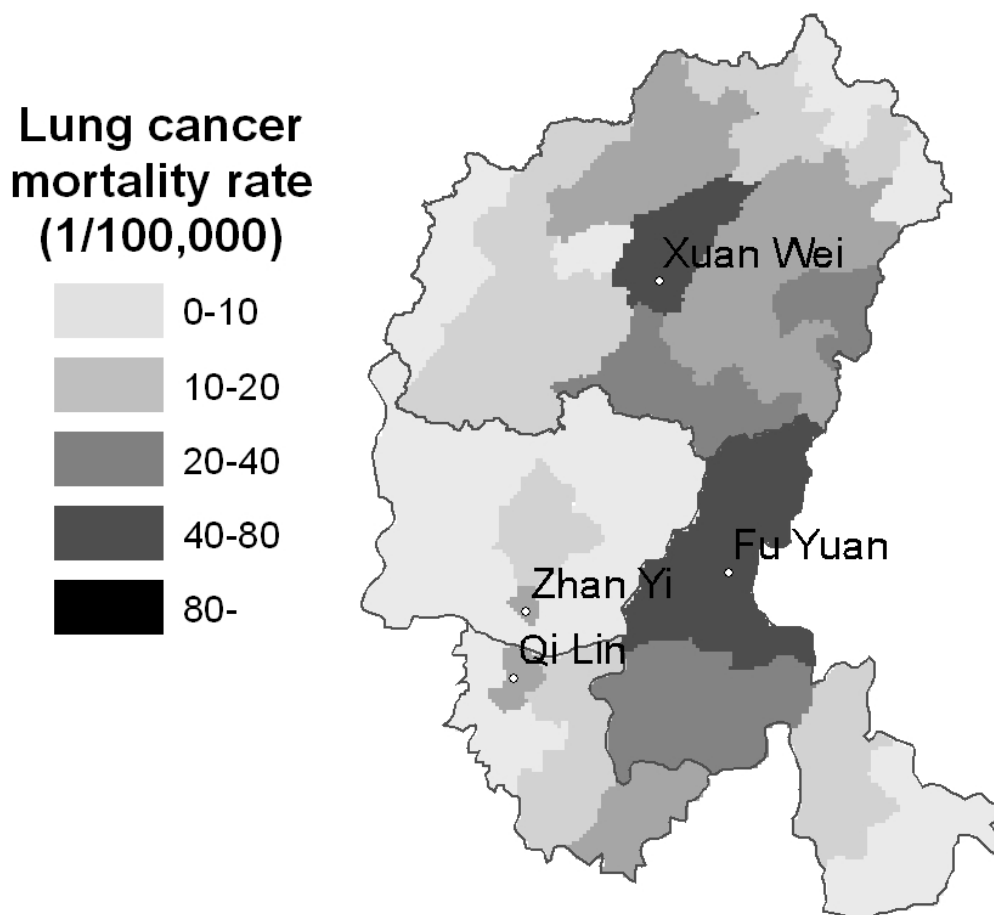 Lung cancer
mortality rate
(1/100,000)
0-10
10-20
20-40
40-80
80-
Xuan Wei
Fu Yuan
Zhan Yi
Qi Lin